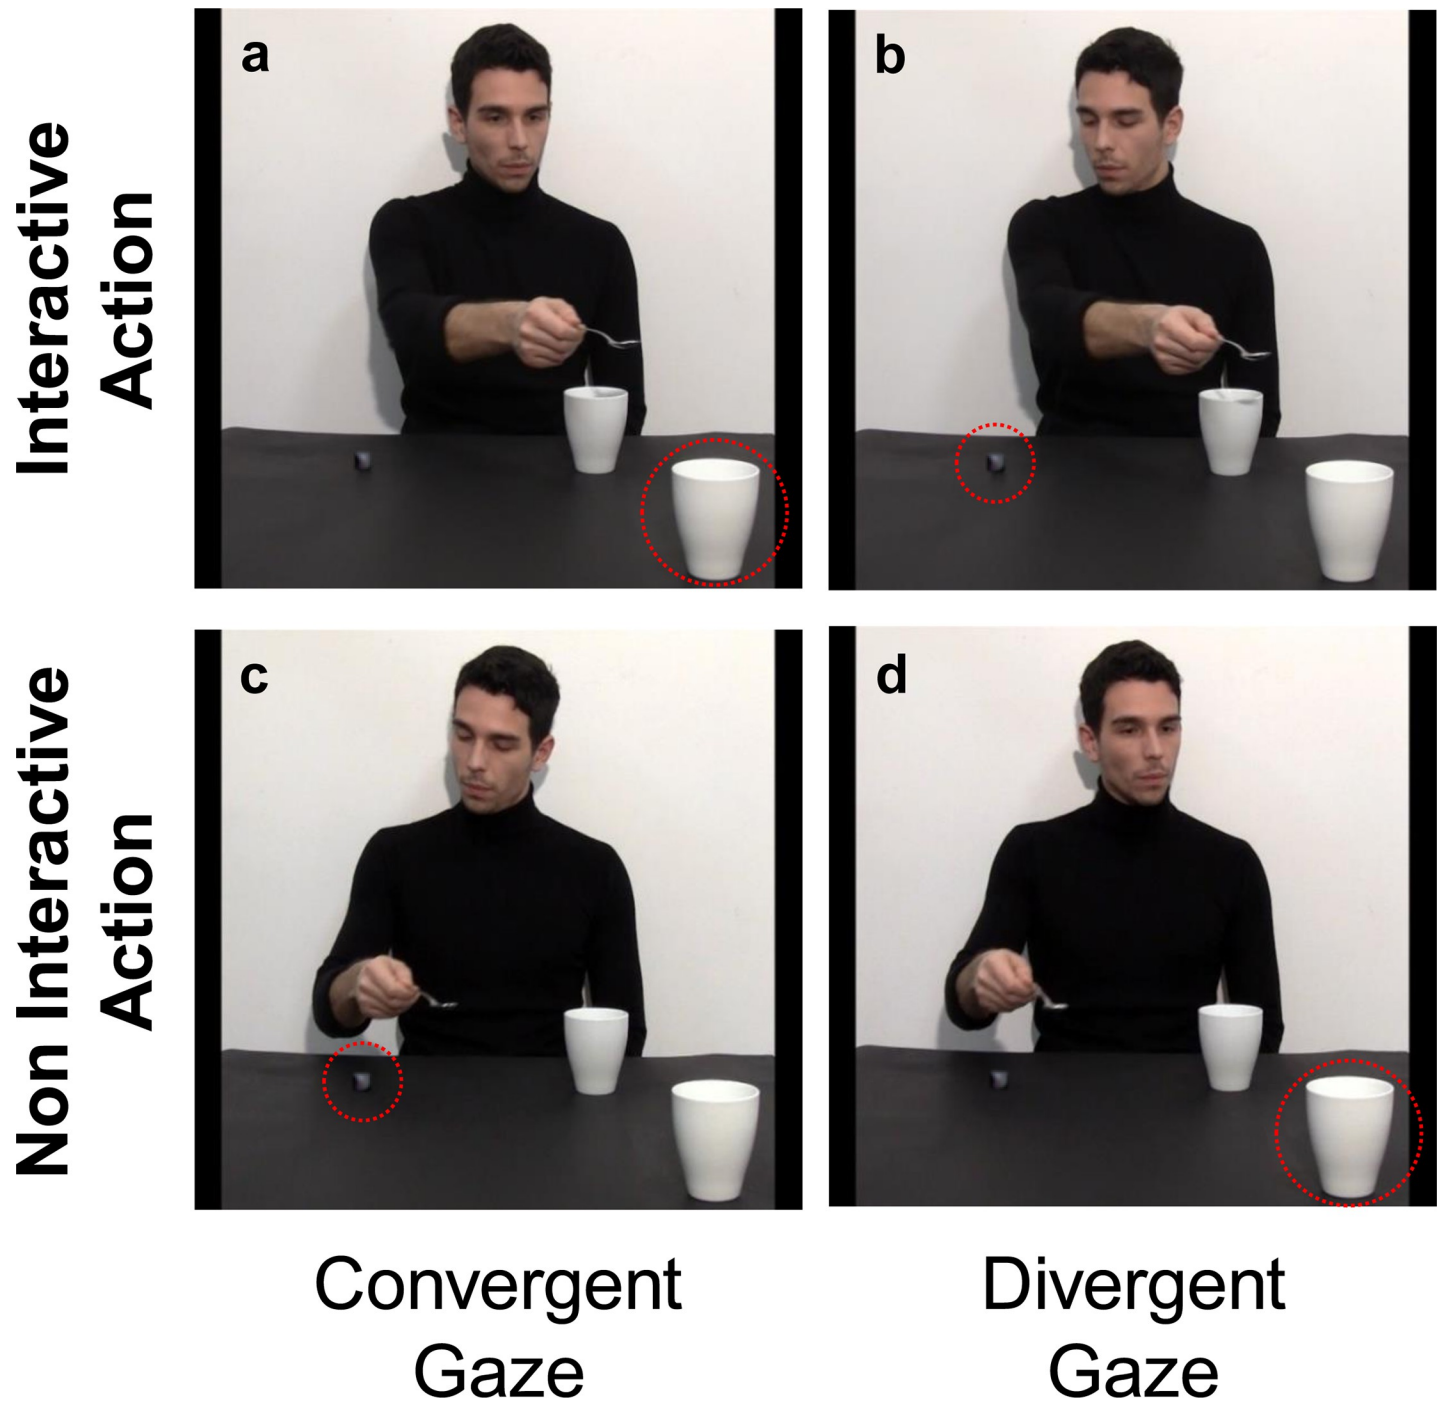 Interactive
Action
a
b
Non Interactive
Action
c
d
Convergent
Gaze
Divergent
Gaze